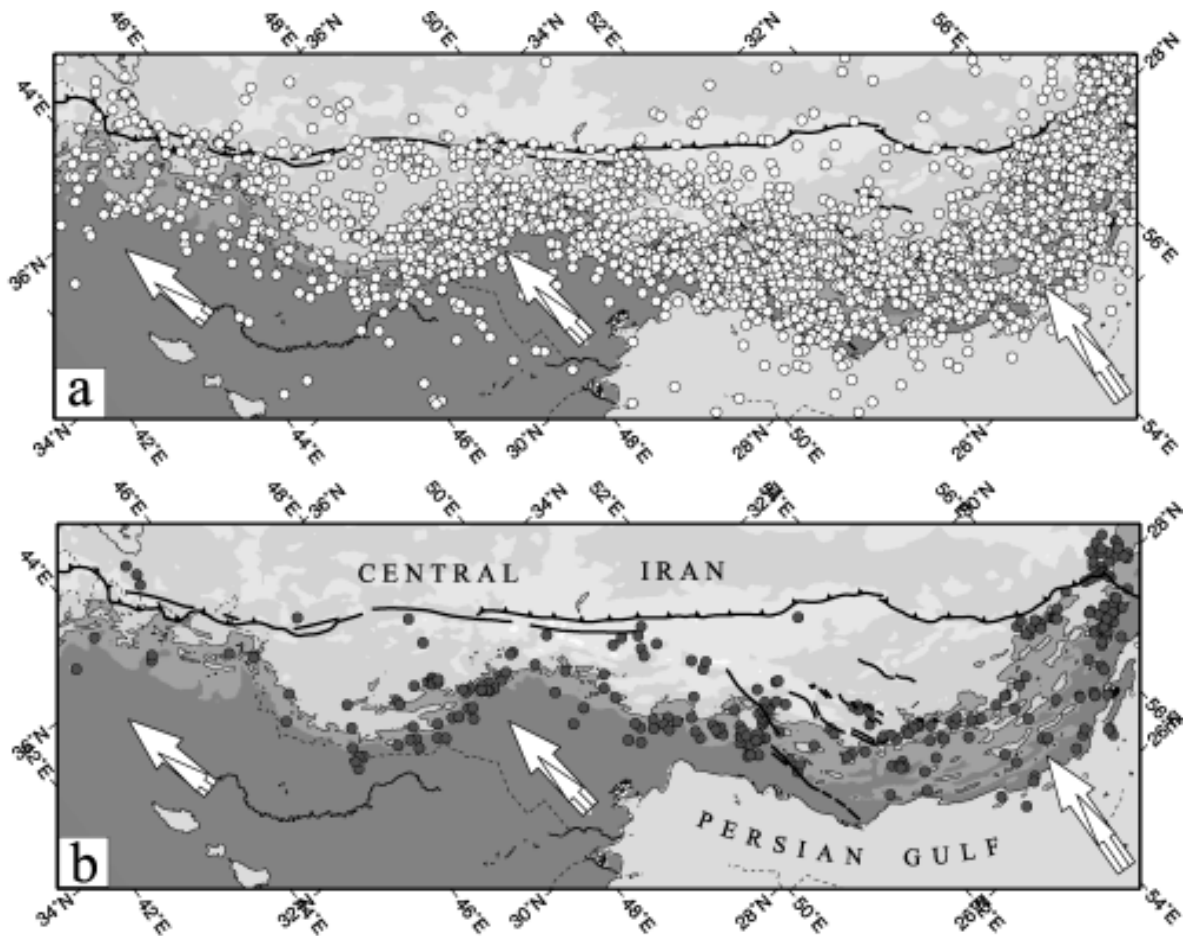 46°E 48°E 36°N 50°E 34°N 52°E 32°N 56°E 28°N
44°E
36°N
56°E
a
34°N 42°E 44°E 46°E 30°N 48°E 28°N 50°E 26°N 54°E
46°E 48°E 36°N 50°E 34°N 52°E 28°N
44°E
CENTRAL IRAN
36°N
32°E
PERSIAN GULF
b
34°N 42°E 46°E 30°N 48°E 28°N 50°E 54°E